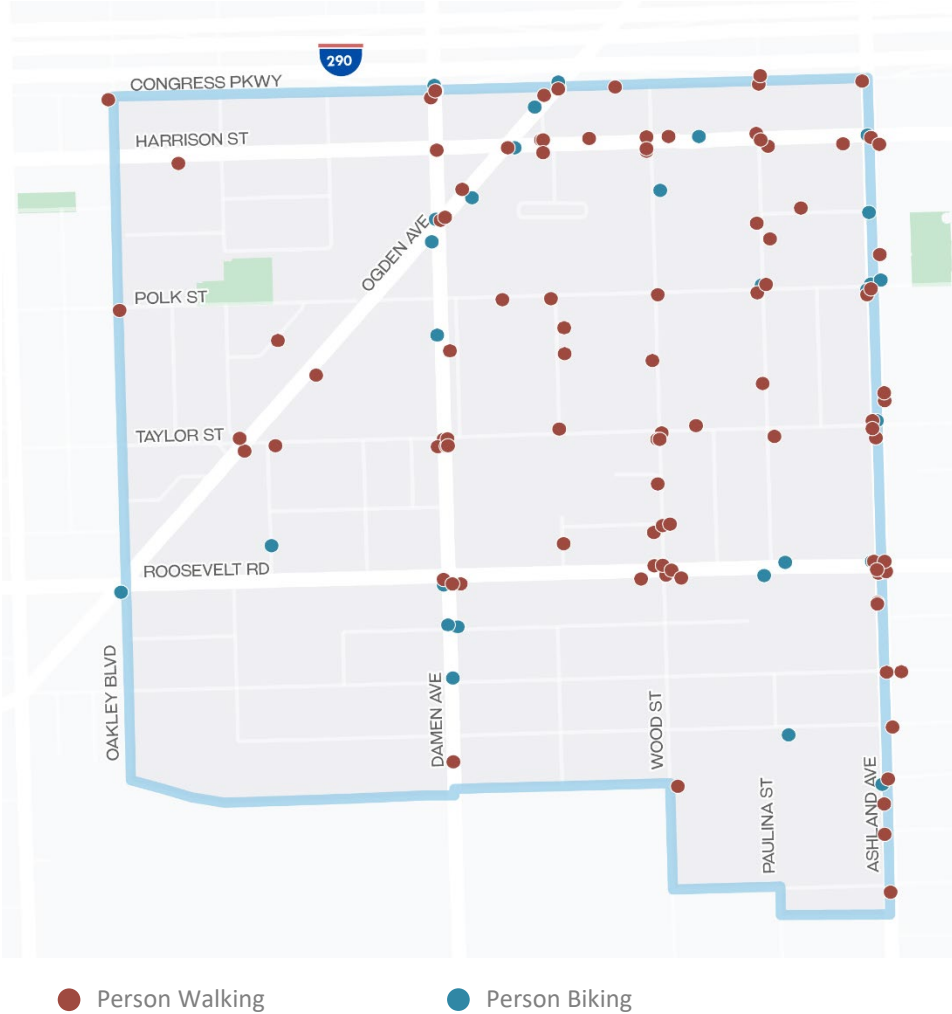 290
CONGRESS PKWY
HARRISON ST
OGDEN AVE
POLK ST
TAYLOR ST
ROOSEVELT RD
OAKLEY BLVD
DAMEN AVE
WOOD ST
PAULINA ST
ASHLAND AVE
Person Walking
Person Biking